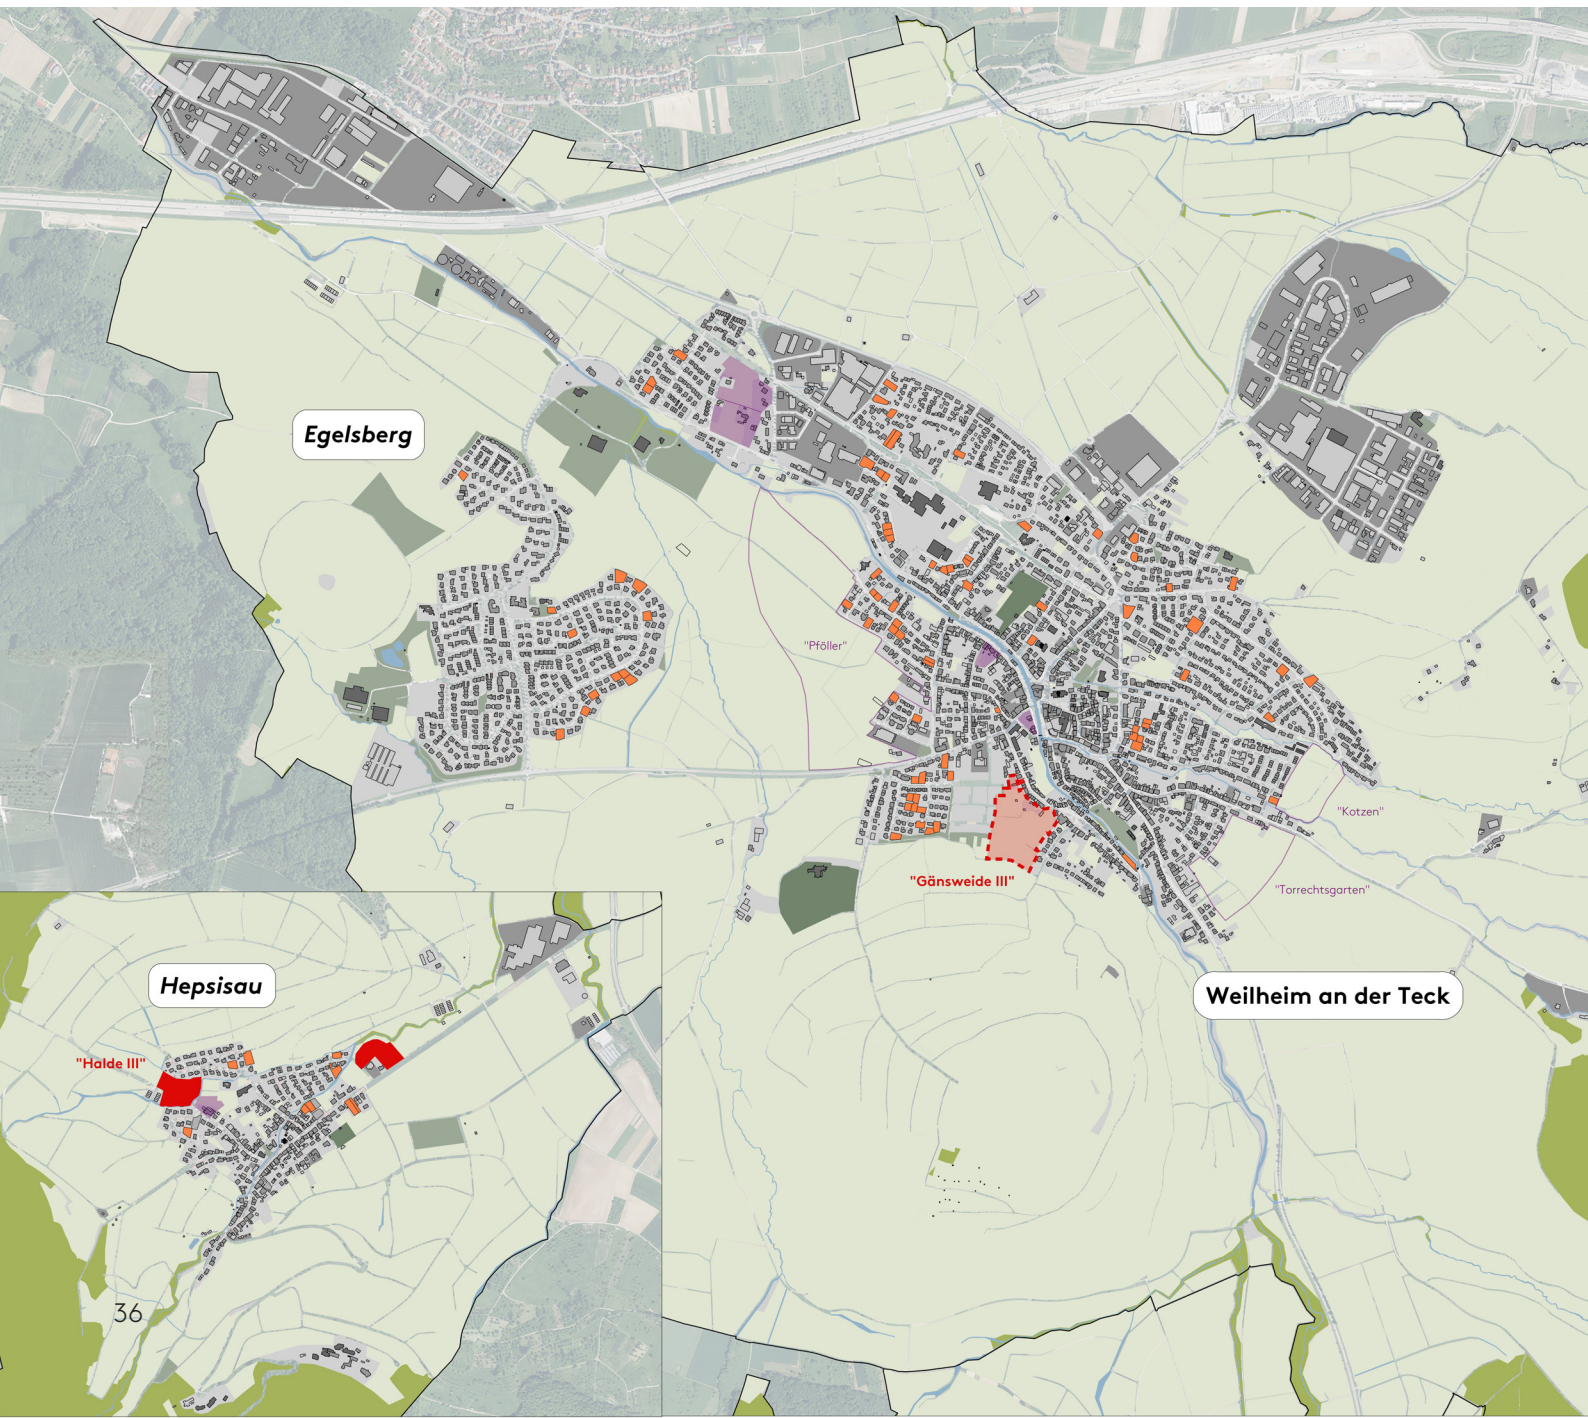 Egelsberg
"Pföller"
"Kotzen"
"Gänsweide III"
"Torrechtsgarten"
Hepsisau
Weilheim an der Teck
"Halde III"
36